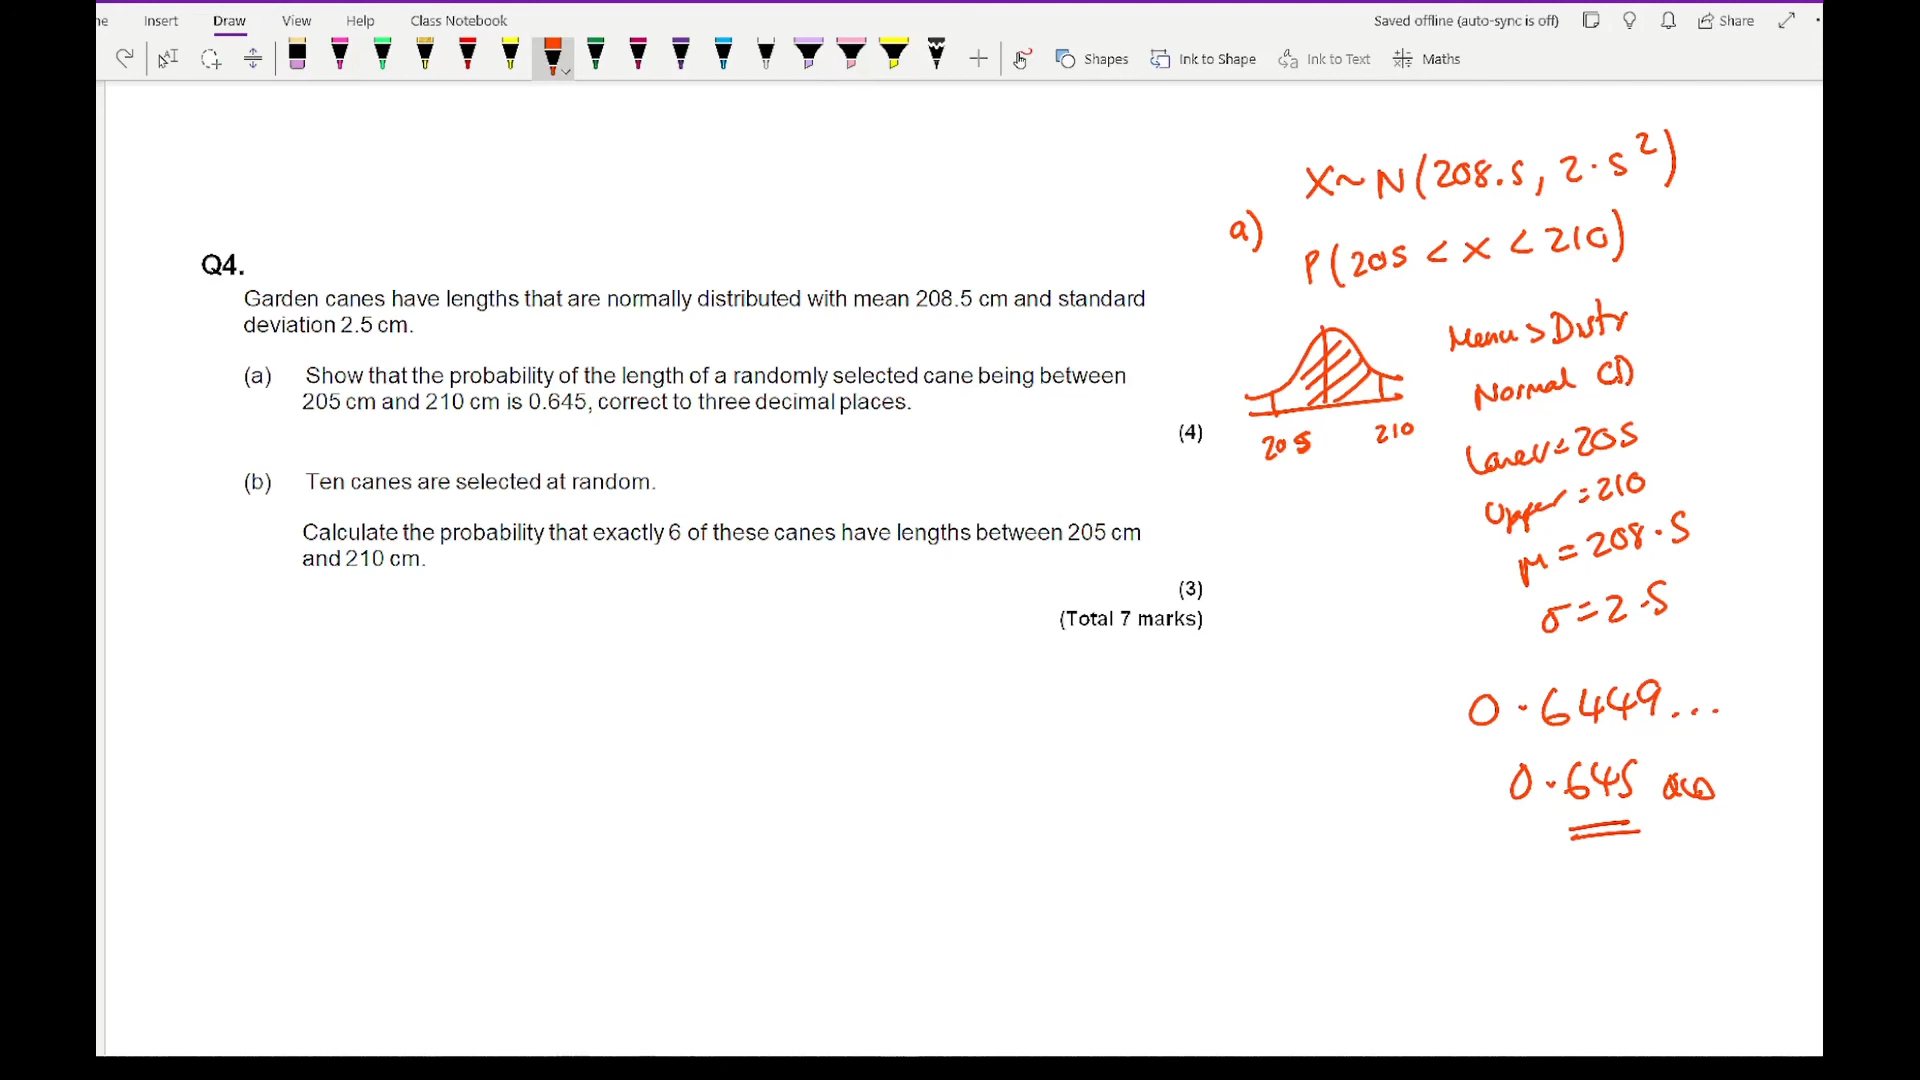 Insert Draw View Help Class Notebook Saved offline (auto-sync is off) Share
Shapes Ink to Shape Ink to Text Maths
X~N(208.5, 2.5²)
a)
P(205 < X < 210)
Q4.
Garden canes have lengths that are normally distributed with mean 208.5 cm and standard
deviation 2.5 cm.
(a) Show that the probability of the length of a randomly selected cane being between
205 cm and 210 cm is 0.645, correct to three decimal places.
(4)
(b) Ten canes are selected at random.
Calculate the probability that exactly 6 of these canes have lengths between 205 cm
and 210 cm.
(3)
(Total 7 marks)
205 210
Menu > Distr
Normal CD
Lower = 205
Upper = 210
μ = 208.5
σ = 2.5
0.6449...
0.645